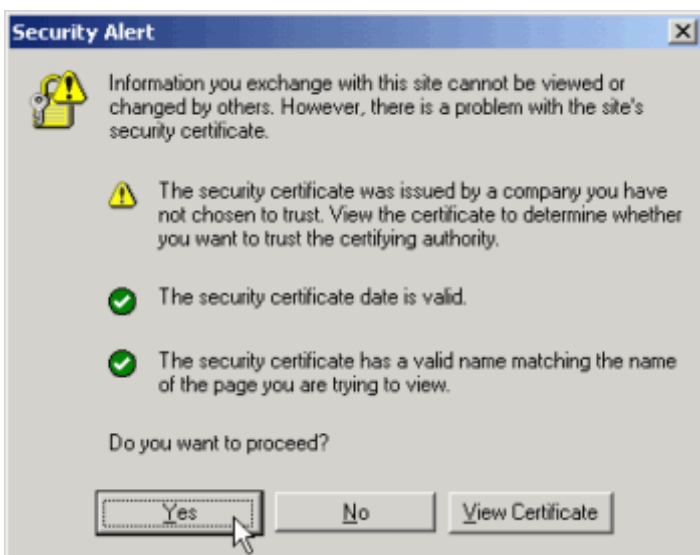 Security Alert
Information you exchange with this site cannot be viewed or
changed by others. However, there is a problem with the site's
security certificate.
The security certificate was issued by a company you have
not chosen to trust. View the certificate to determine whether
you want to trust the certifying authority.
The security certificate date is valid.
The security certificate has a valid name matching the name
of the page you are trying to view.
Do you want to proceed?
Yes No View Certificate